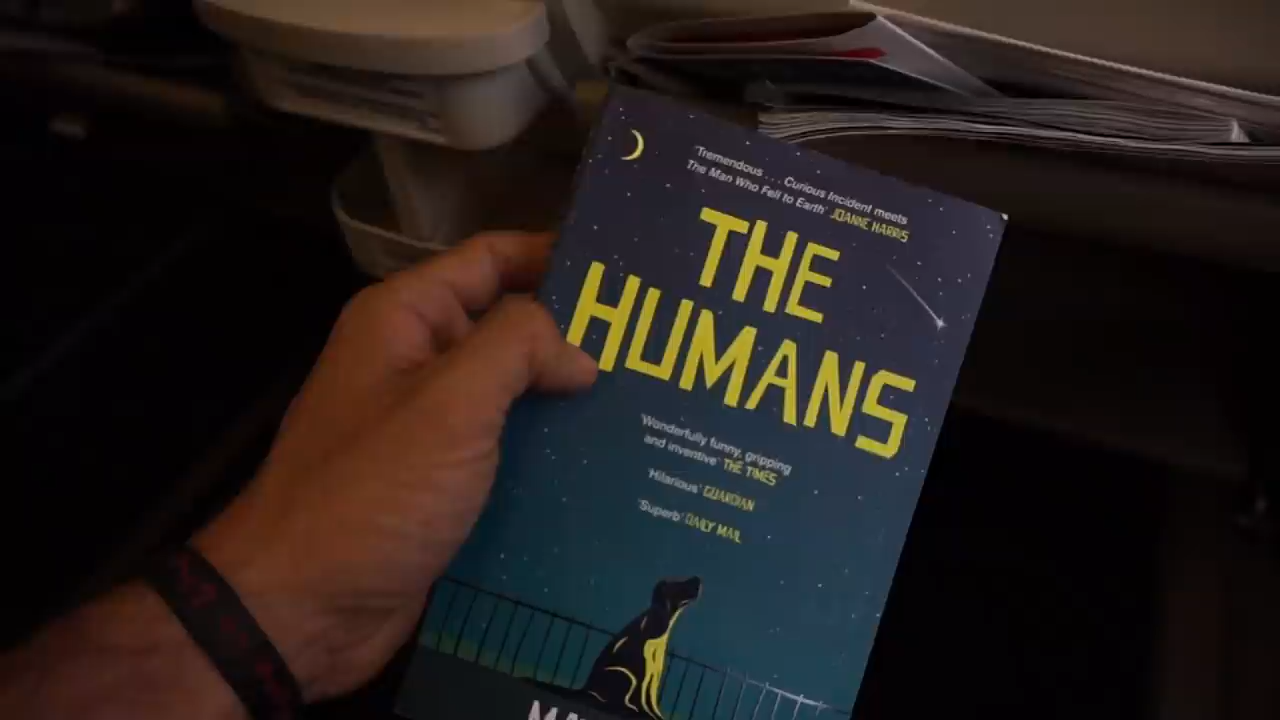 'Tremendous ... Curious Incident meets
The Man Who Fell to Earth' JOANNE HARRIS
THE
HUMANS
'Wonderfully funny, gripping
and inventive' THE TIMES
'Hilarious' GUARDIAN
'Superb' DAILY MAIL